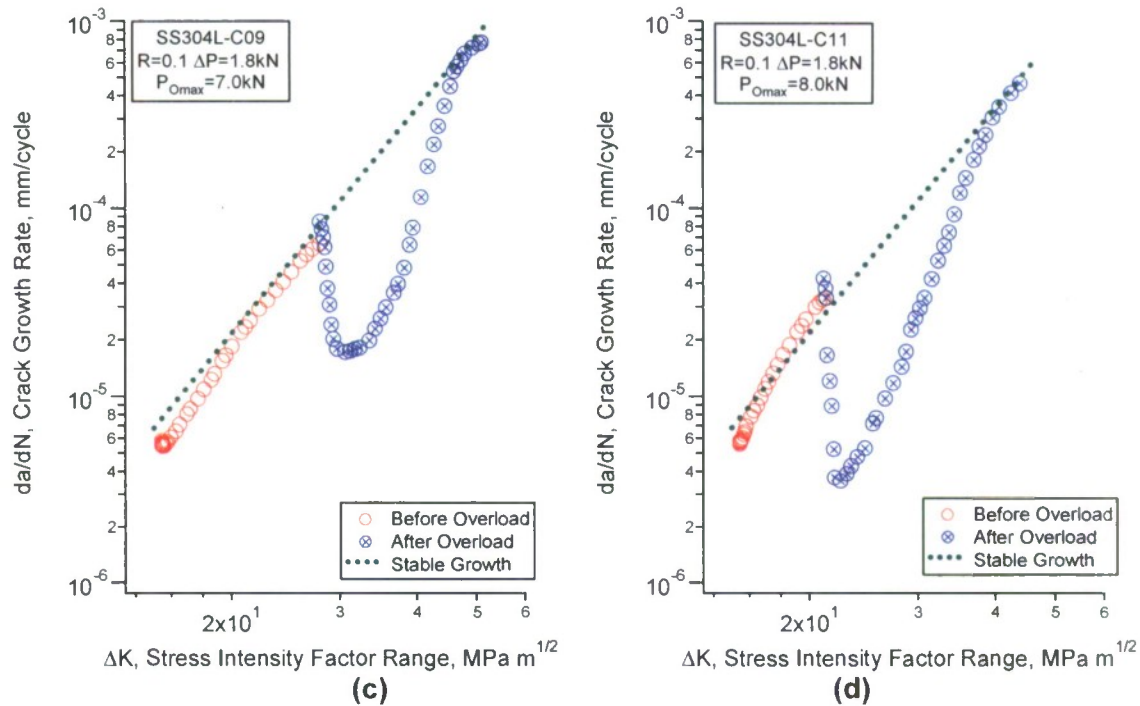 10⁻³
8
6
4
2
10⁻⁴
8
6
4
2
10⁻⁵
8
6
4
2
10⁻⁶
da/dN, Crack Growth Rate, mm/cycle
SS304L-C09
R=0.1 ΔP=1.8kN
P_Omax=7.0kN
Before Overload
After Overload
Stable Growth
2x10¹
3
4
5
6
ΔK, Stress Intensity Factor Range, MPa m^1/2
(c)
10⁻³
8
6
4
2
10⁻⁴
8
6
4
2
10⁻⁵
8
6
4
2
10⁻⁶
da/dN, Crack Growth Rate, mm/cycle
SS304L-C11
R=0.1 ΔP=1.8kN
P_Omax=8.0kN
Before Overload
After Overload
Stable Growth
2x10¹
3
4
5
6
ΔK, Stress Intensity Factor Range, MPa m^1/2
(d)